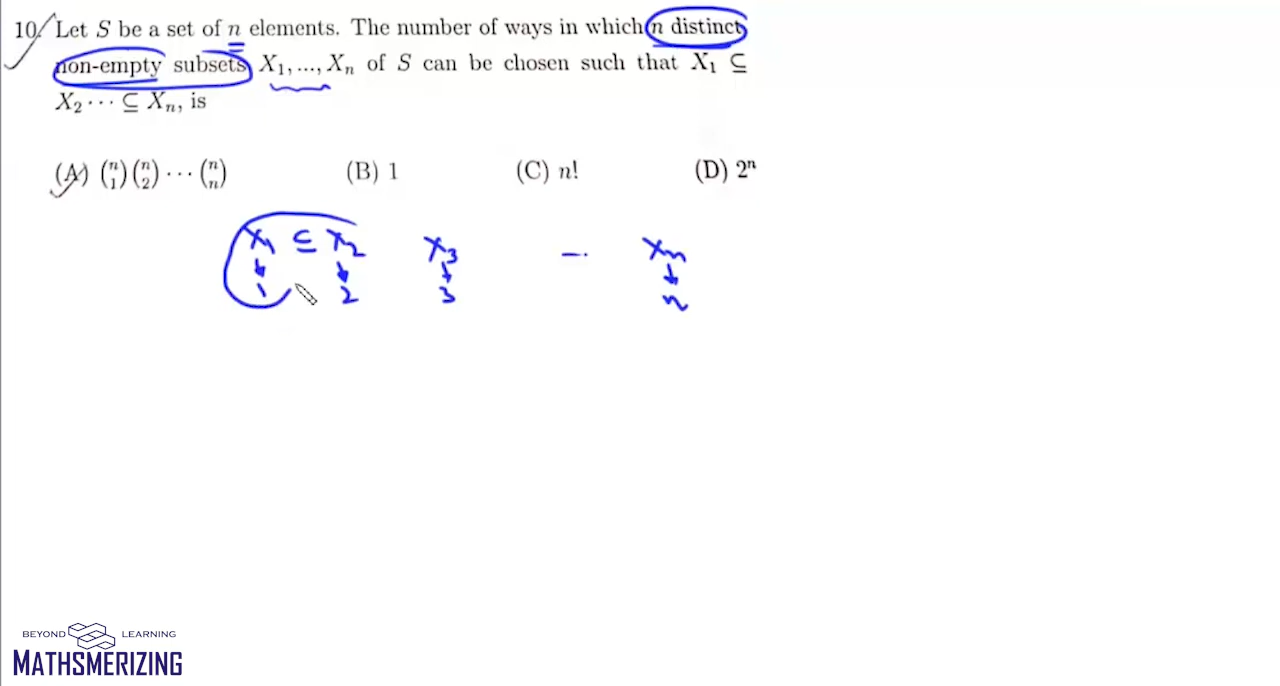 10. Let S be a set of n elements. The number of ways in which n distinct
non-empty subsets X₁, ..., Xₙ of S can be chosen such that X₁ ⊆
X₂ ··· ⊆ Xₙ, is
(A) (n 1)(n 2) ··· (n n) (B) 1 (C) n! (D) 2ⁿ
X₁ ⊆ X₂ X₃ -·· Xₙ
↓ ↓ ↓ ↓
1 2 3 n
BEYOND LEARNING
MATHSMERIZING